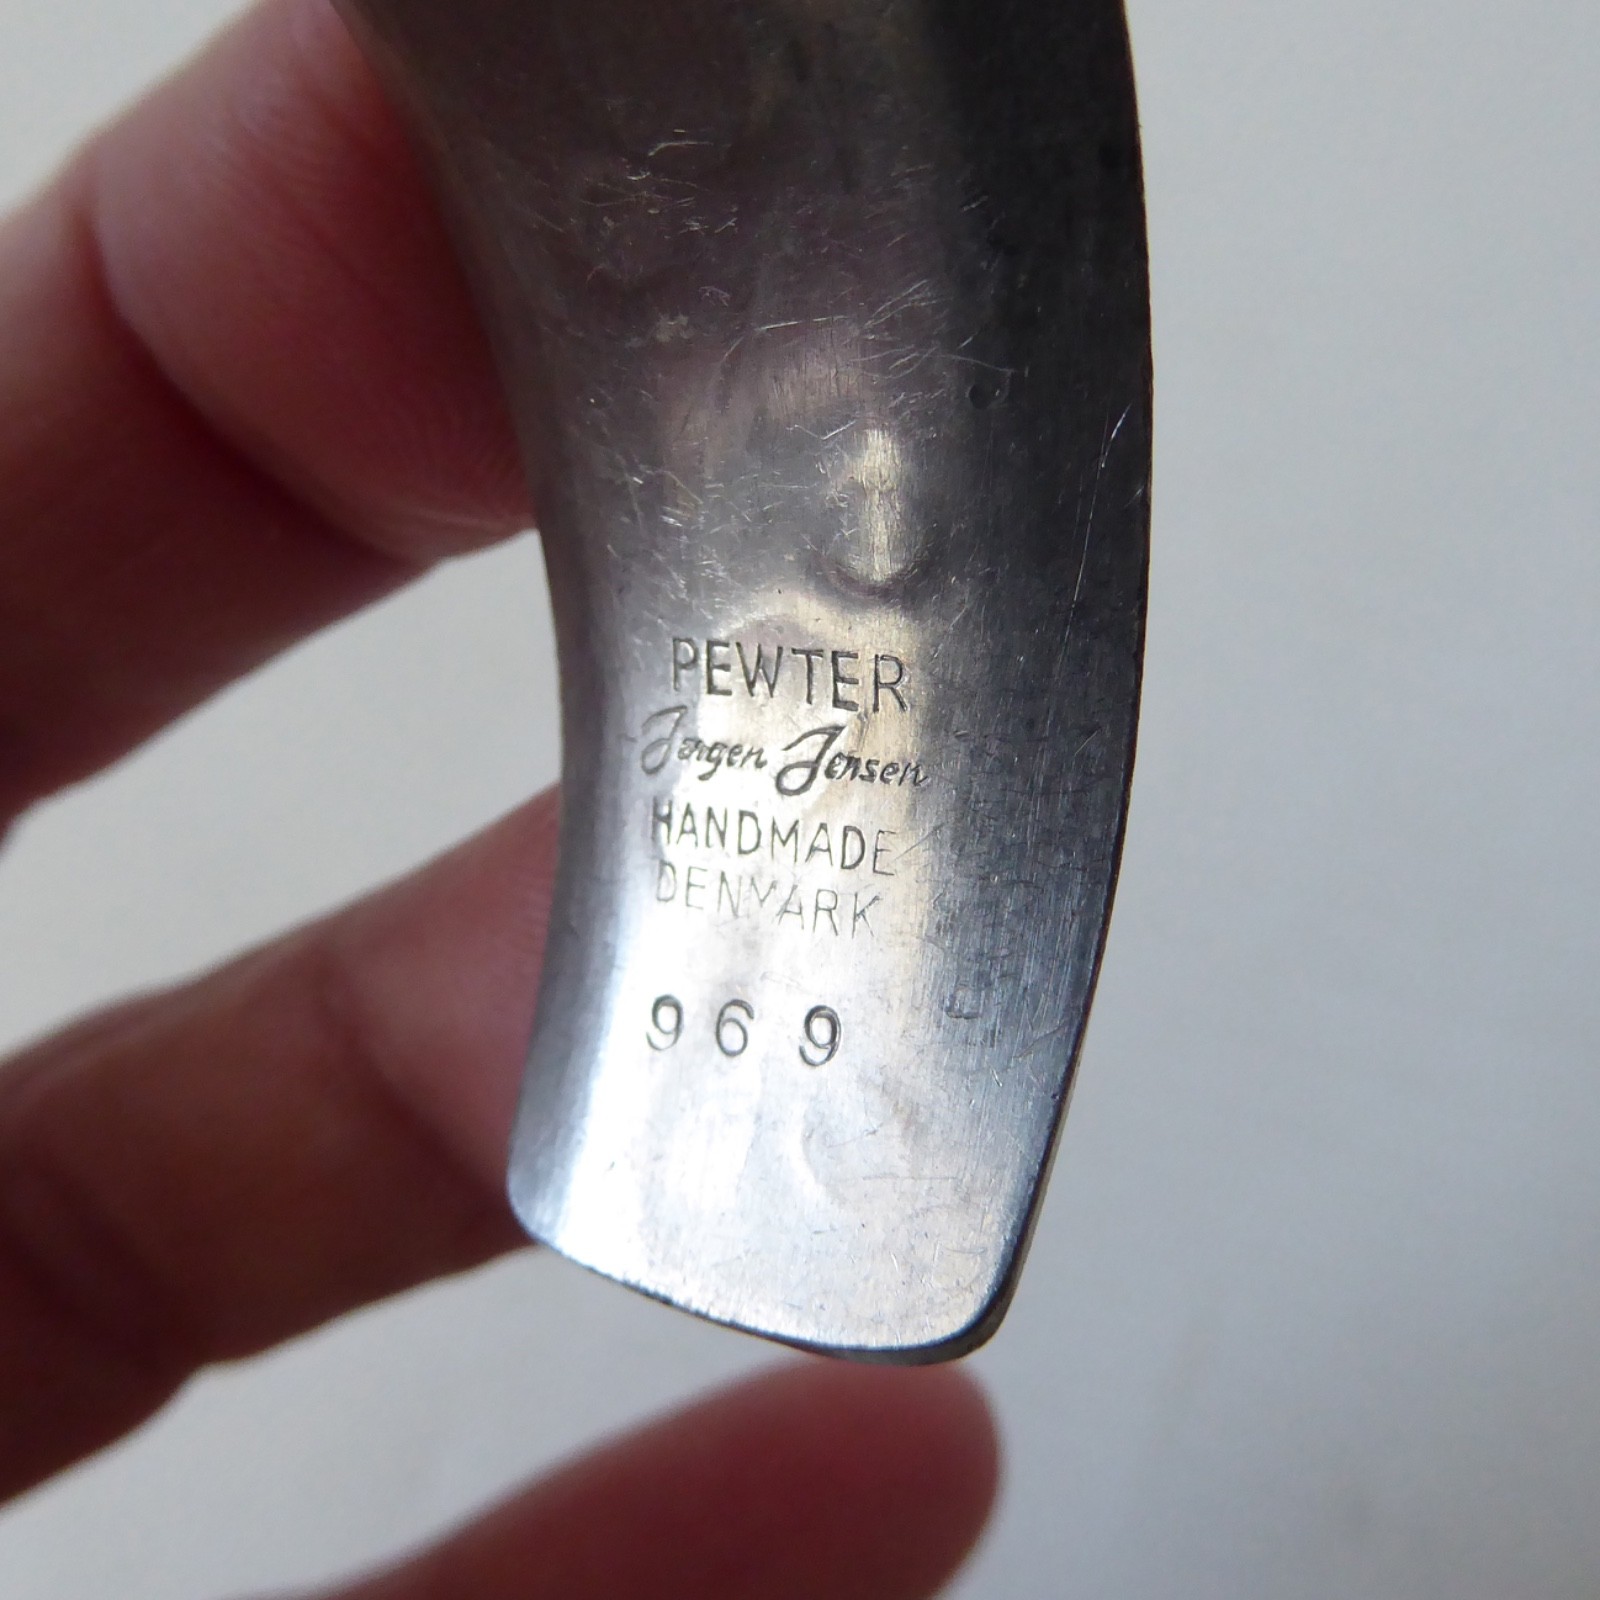 PEWTER
Jørgen Jensen
HANDMADE
DENMARK
969